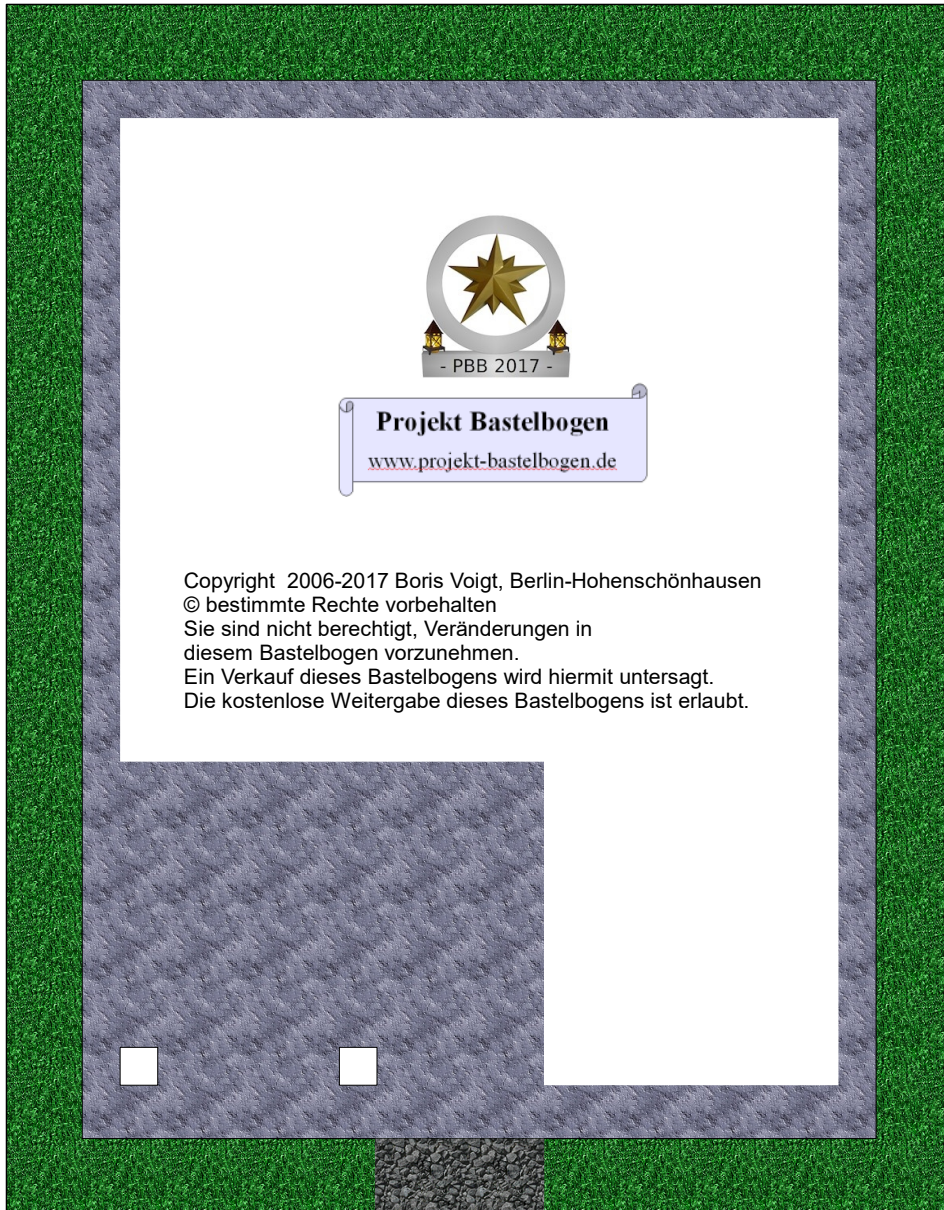 - PBB 2017 -
Projekt Bastelbogen
www.projekt-bastelbogen.de
Copyright  2006-2017 Boris Voigt, Berlin-Hohenschönhausen
© bestimmte Rechte vorbehalten
Sie sind nicht berechtigt, Veränderungen in
diesem Bastelbogen vorzunehmen.
Ein Verkauf dieses Bastelbogens wird hiermit untersagt.
Die kostenlose Weitergabe dieses Bastelbogens ist erlaubt.